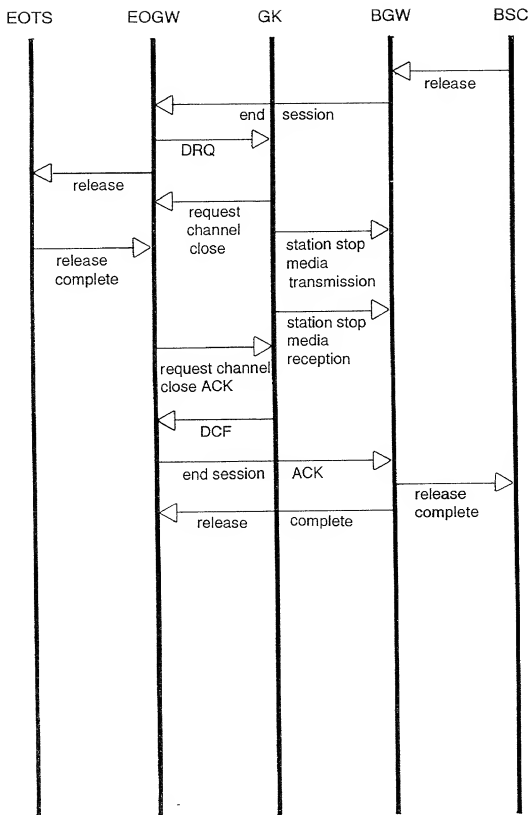 EOTS EOGW GK BGW BSC
release
end session
DRQ
release
request
channel
close
station stop
media
transmission
release
complete
station stop
media
reception
request channel
close ACK
DCF
end session ACK
release
complete
release complete